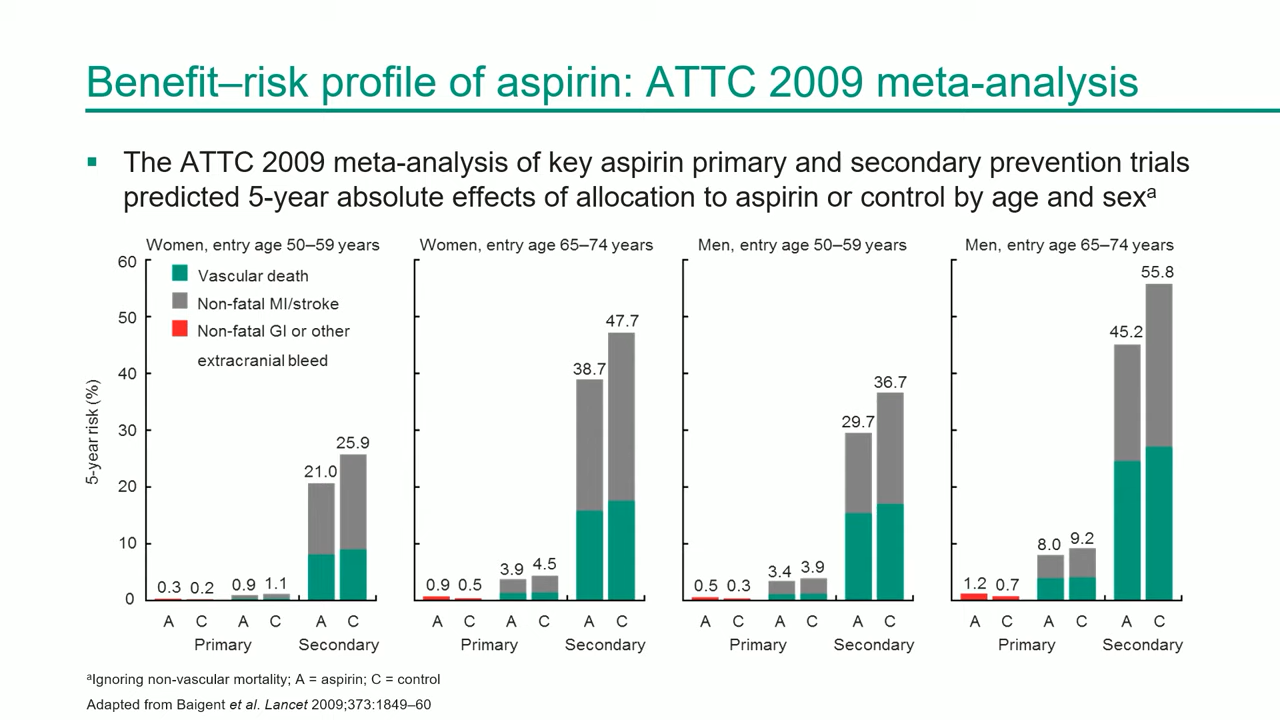 Benefit–risk profile of aspirin: ATTC 2009 meta-analysis
▪ The ATTC 2009 meta-analysis of key aspirin primary and secondary prevention trials
predicted 5-year absolute effects of allocation to aspirin or control by age and sexᵃ
Women, entry age 50–59 years
Vascular death
Non-fatal MI/stroke
Non-fatal GI or other
extracranial bleed
5-year risk (%)
60
50
40
30
20
10
0
0.3 0.2 0.9 1.1 21.0 25.9
A C A C A C
Primary Secondary
Women, entry age 65–74 years
0.9 0.5 3.9 4.5 38.7 47.7
A C A C A C
Primary Secondary
Men, entry age 50–59 years
0.5 0.3 3.4 3.9 29.7 36.7
A C A C A C
Primary Secondary
Men, entry age 65–74 years
1.2 0.7 8.0 9.2 45.2 55.8
A C A C A C
Primary Secondary
ᵃIgnoring non-vascular mortality; A = aspirin; C = control
Adapted from Baigent et al. Lancet 2009;373:1849–60